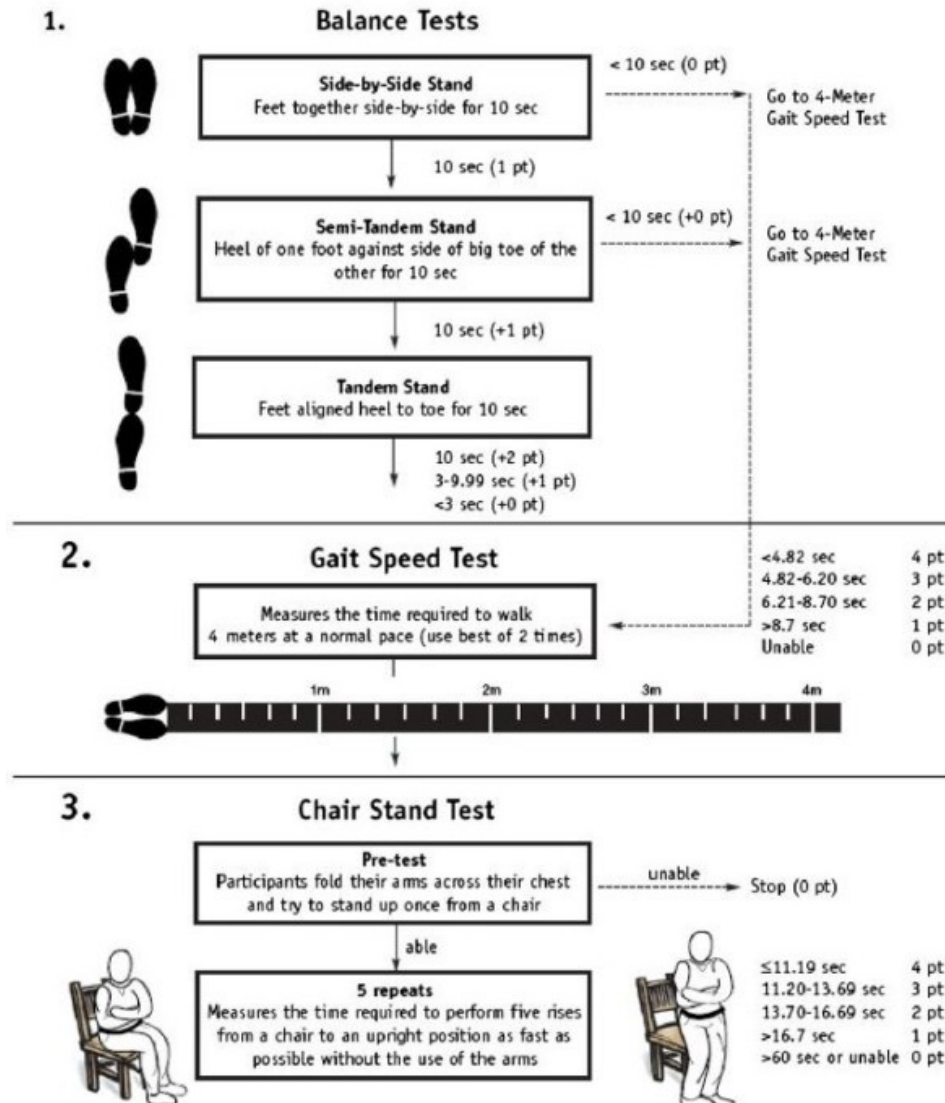 1.
Balance Tests
Side-by-Side Stand
Feet together side-by-side for 10 sec
< 10 sec (0 pt)
Go to 4-Meter
Gait Speed Test
10 sec (1 pt)
Semi-Tandem Stand
Heel of one foot against side of big toe of the
other for 10 sec
< 10 sec (+0 pt)
Go to 4-Meter
Gait Speed Test
10 sec (+1 pt)
Tandem Stand
Feet aligned heel to toe for 10 sec
10 sec (+2 pt)
3-9.99 sec (+1 pt)
<3 sec (+0 pt)
2.
Gait Speed Test
Measures the time required to walk
4 meters at a normal pace (use best of 2 times)
<4.82 sec 4 pt
4.82-6.20 sec 3 pt
6.21-8.70 sec 2 pt
>8.7 sec 1 pt
Unable 0 pt
1m 2m 3m 4m
3.
Chair Stand Test
Pre-test
Participants fold their arms across their chest
and try to stand up once from a chair
unable
Stop (0 pt)
able
5 repeats
Measures the time required to perform five rises
from a chair to an upright position as fast as
possible without the use of the arms
≤11.19 sec 4 pt
11.20-13.69 sec 3 pt
13.70-16.69 sec 2 pt
>16.7 sec 1 pt
>60 sec or unable 0 pt